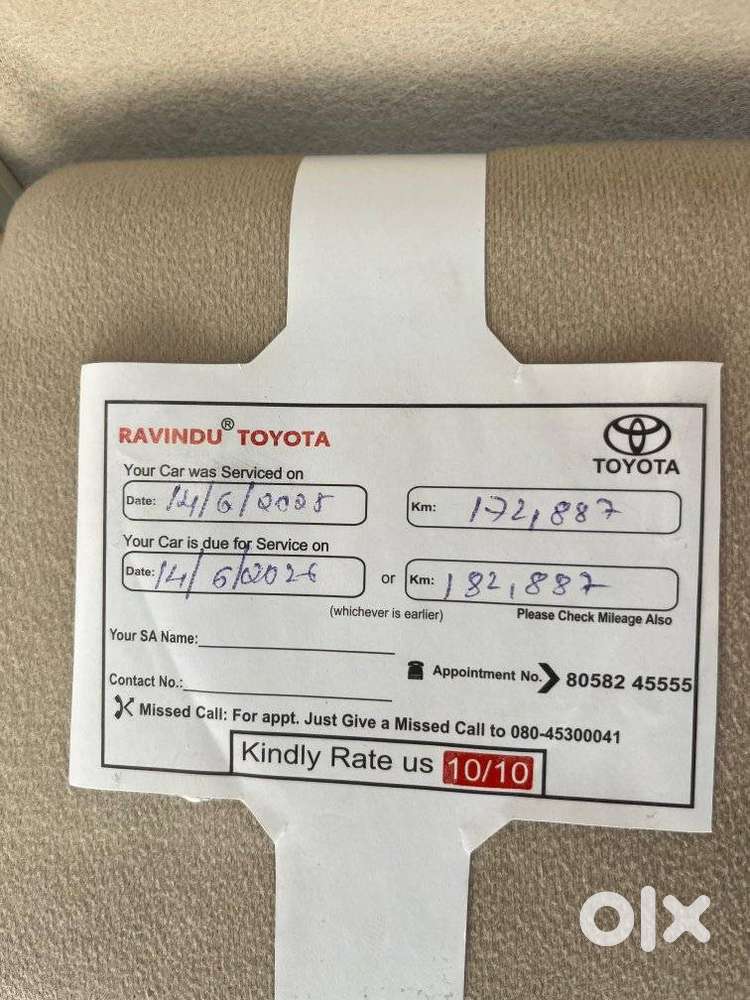 RAVINDU® TOYOTA
TOYOTA
Your Car was Serviced on
Date: 14/6/2025 Km: 172,887
Your Car is due for Service on
Date: 14/6/2026 or Km: 182,887
(whichever is earlier) Please Check Mileage Also
Your SA Name:
Appointment No. 80582 45555
Contact No.:
Missed Call: For appt. Just Give a Missed Call to 080-45300041
Kindly Rate us 10/10
olx